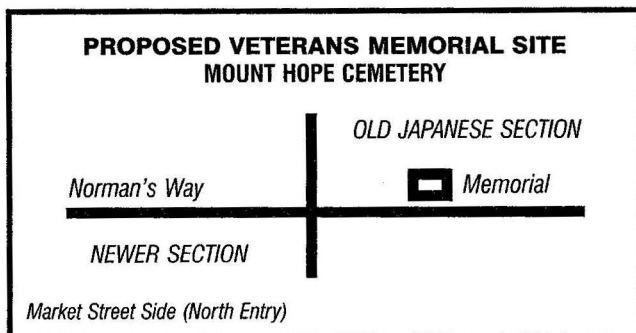 PROPOSED VETERANS MEMORIAL SITE
MOUNT HOPE CEMETERY
OLD JAPANESE SECTION
Norman's Way
Memorial
NEWER SECTION
Market Street Side (North Entry)